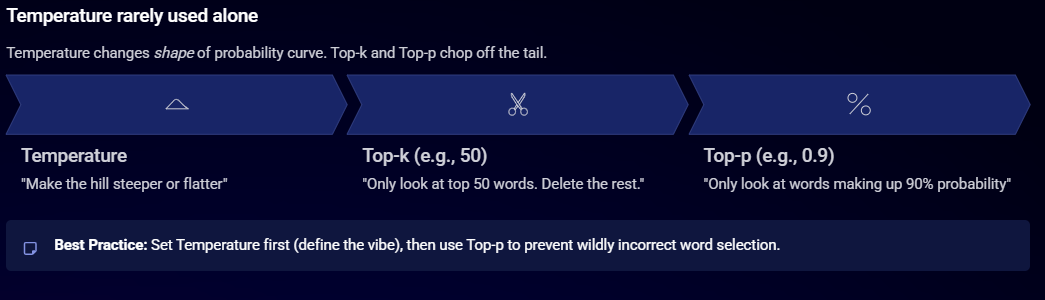 Temperature rarely used alone
Temperature changes shape of probability curve. Top-k and Top-p chop off the tail.
Temperature
"Make the hill steeper or flatter"
Top-k (e.g., 50)
"Only look at top 50 words. Delete the rest."
Top-p (e.g., 0.9)
"Only look at words making up 90% probability"
Best Practice: Set Temperature first (define the vibe), then use Top-p to prevent wildly incorrect word selection.